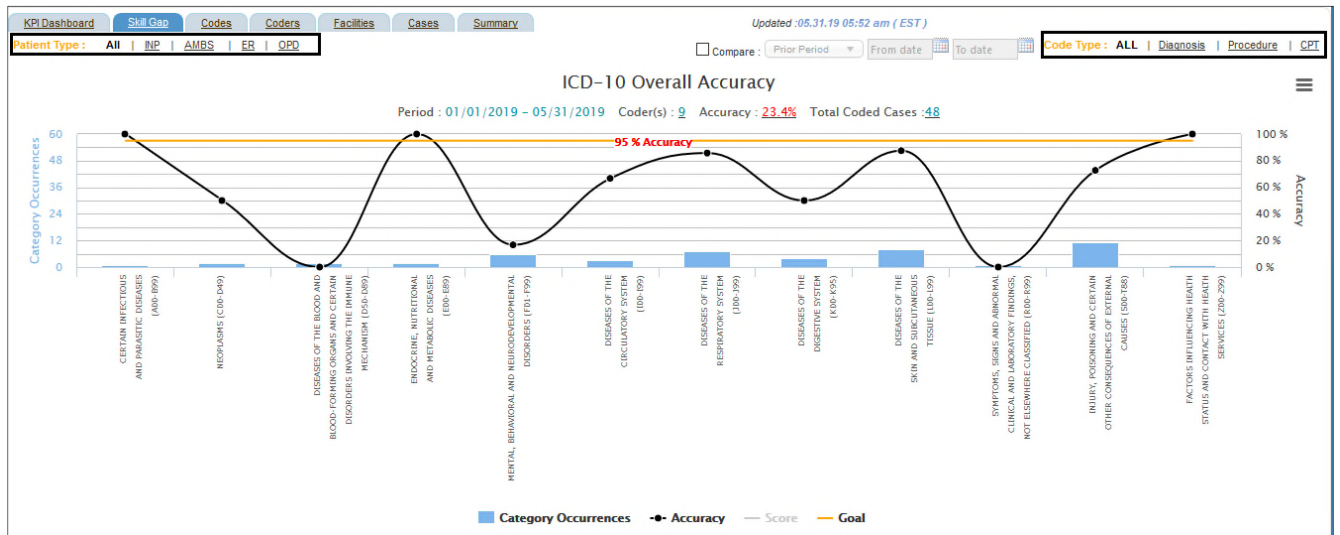 KPI Dashboard Skill Gap Codes Coders Facilities Cases Summary
Updated :05.31.19 05:52 am ( EST )
Patient Type : All | INP | AMBS | ER | OPD
Compare : Prior Period From date To date
Code Type : ALL | Diagnosis | Procedure | CPT
ICD-10 Overall Accuracy
Period : 01/01/2019 - 05/31/2019 Coder(s) : 9 Accuracy : 23.4% Total Coded Cases :48
Category Occurrences
60
48
36
24
12
0
95 % Accuracy
100 %
80 %
60 %
40 %
20 %
0 %
Accuracy
CERTAIN INFECTIOUS
AND PARASITIC DISEASES
(A00-B99)
NEOPLASMS (C00-D49)
DISEASES OF THE BLOOD AND
BLOOD-FORMING ORGANS AND CERTAIN
DISORDERS INVOLVING THE IMMUNE
MECHANISM (D50-D89)
ENDOCRINE, NUTRITIONAL
AND METABOLIC DISEASES
(E00-E89)
MENTAL, BEHAVIORAL AND NEURODEVELOPMENTAL
DISORDERS (F01-F99)
DISEASES OF THE
CIRCULATORY SYSTEM
(I00-I99)
DISEASES OF THE
RESPIRATORY SYSTEM
(J00-J99)
DISEASES OF THE
DIGESTIVE SYSTEM
(K00-K95)
DISEASES OF THE
SKIN AND SUBCUTANEOUS
TISSUE (L00-L99)
SYMPTOMS, SIGNS AND ABNORMAL
CLINICAL AND LABORATORY FINDINGS,
NOT ELSEWHERE CLASSIFIED (R00-R99)
INJURY, POISONING AND CERTAIN
OTHER CONSEQUENCES OF EXTERNAL
CAUSES (S00-T88)
FACTORS INFLUENCING HEALTH
STATUS AND CONTACT WITH HEALTH
SERVICES (Z00-Z99)
Category Occurrences Accuracy Score Goal